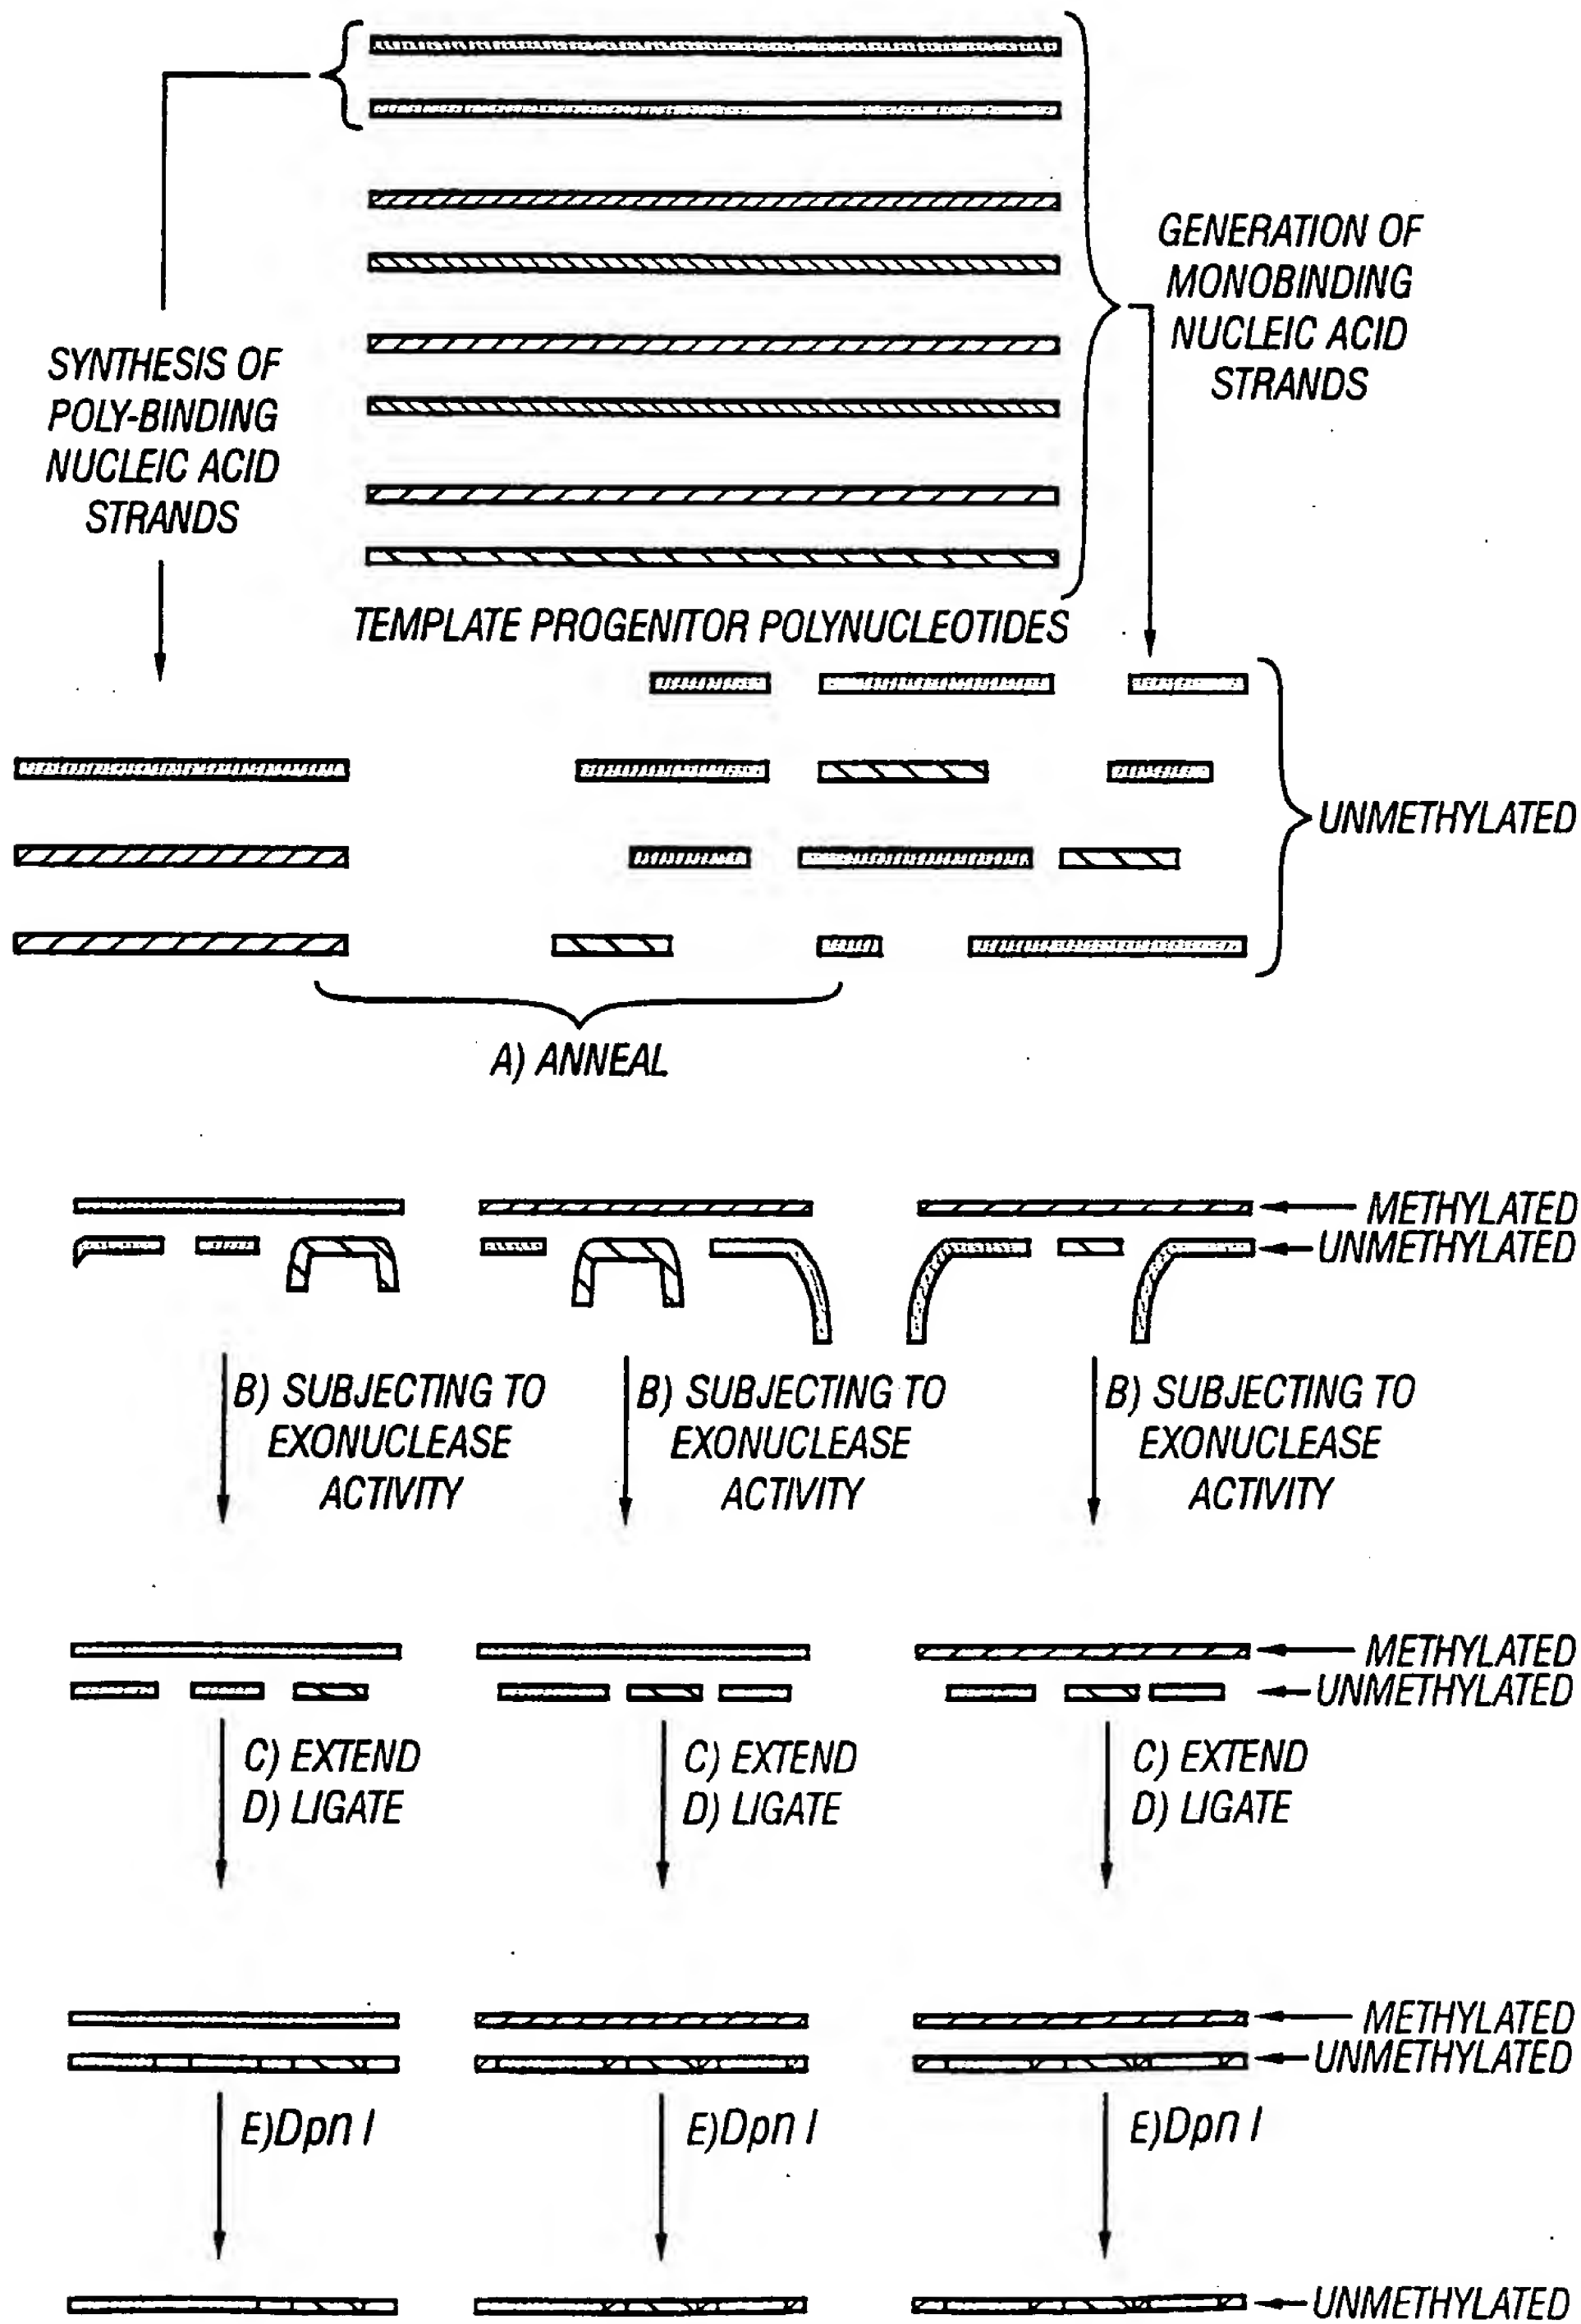 GENERATION OF
MONOBINDING
NUCLEIC ACID
STRANDS
SYNTHESIS OF
POLY-BINDING
NUCLEIC ACID
STRANDS
TEMPLATE PROGENITOR POLYNUCLEOTIDES
UNMETHYLATED
A) ANNEAL
METHYLATED
UNMETHYLATED
B) SUBJECTING TO
EXONUCLEASE
ACTIVITY
B) SUBJECTING TO
EXONUCLEASE
ACTIVITY
B) SUBJECTING TO
EXONUCLEASE
ACTIVITY
METHYLATED
UNMETHYLATED
C) EXTEND
D) LIGATE
C) EXTEND
D) LIGATE
C) EXTEND
D) LIGATE
METHYLATED
UNMETHYLATED
E)Dpn I
E)Dpn I
E)Dpn I
UNMETHYLATED